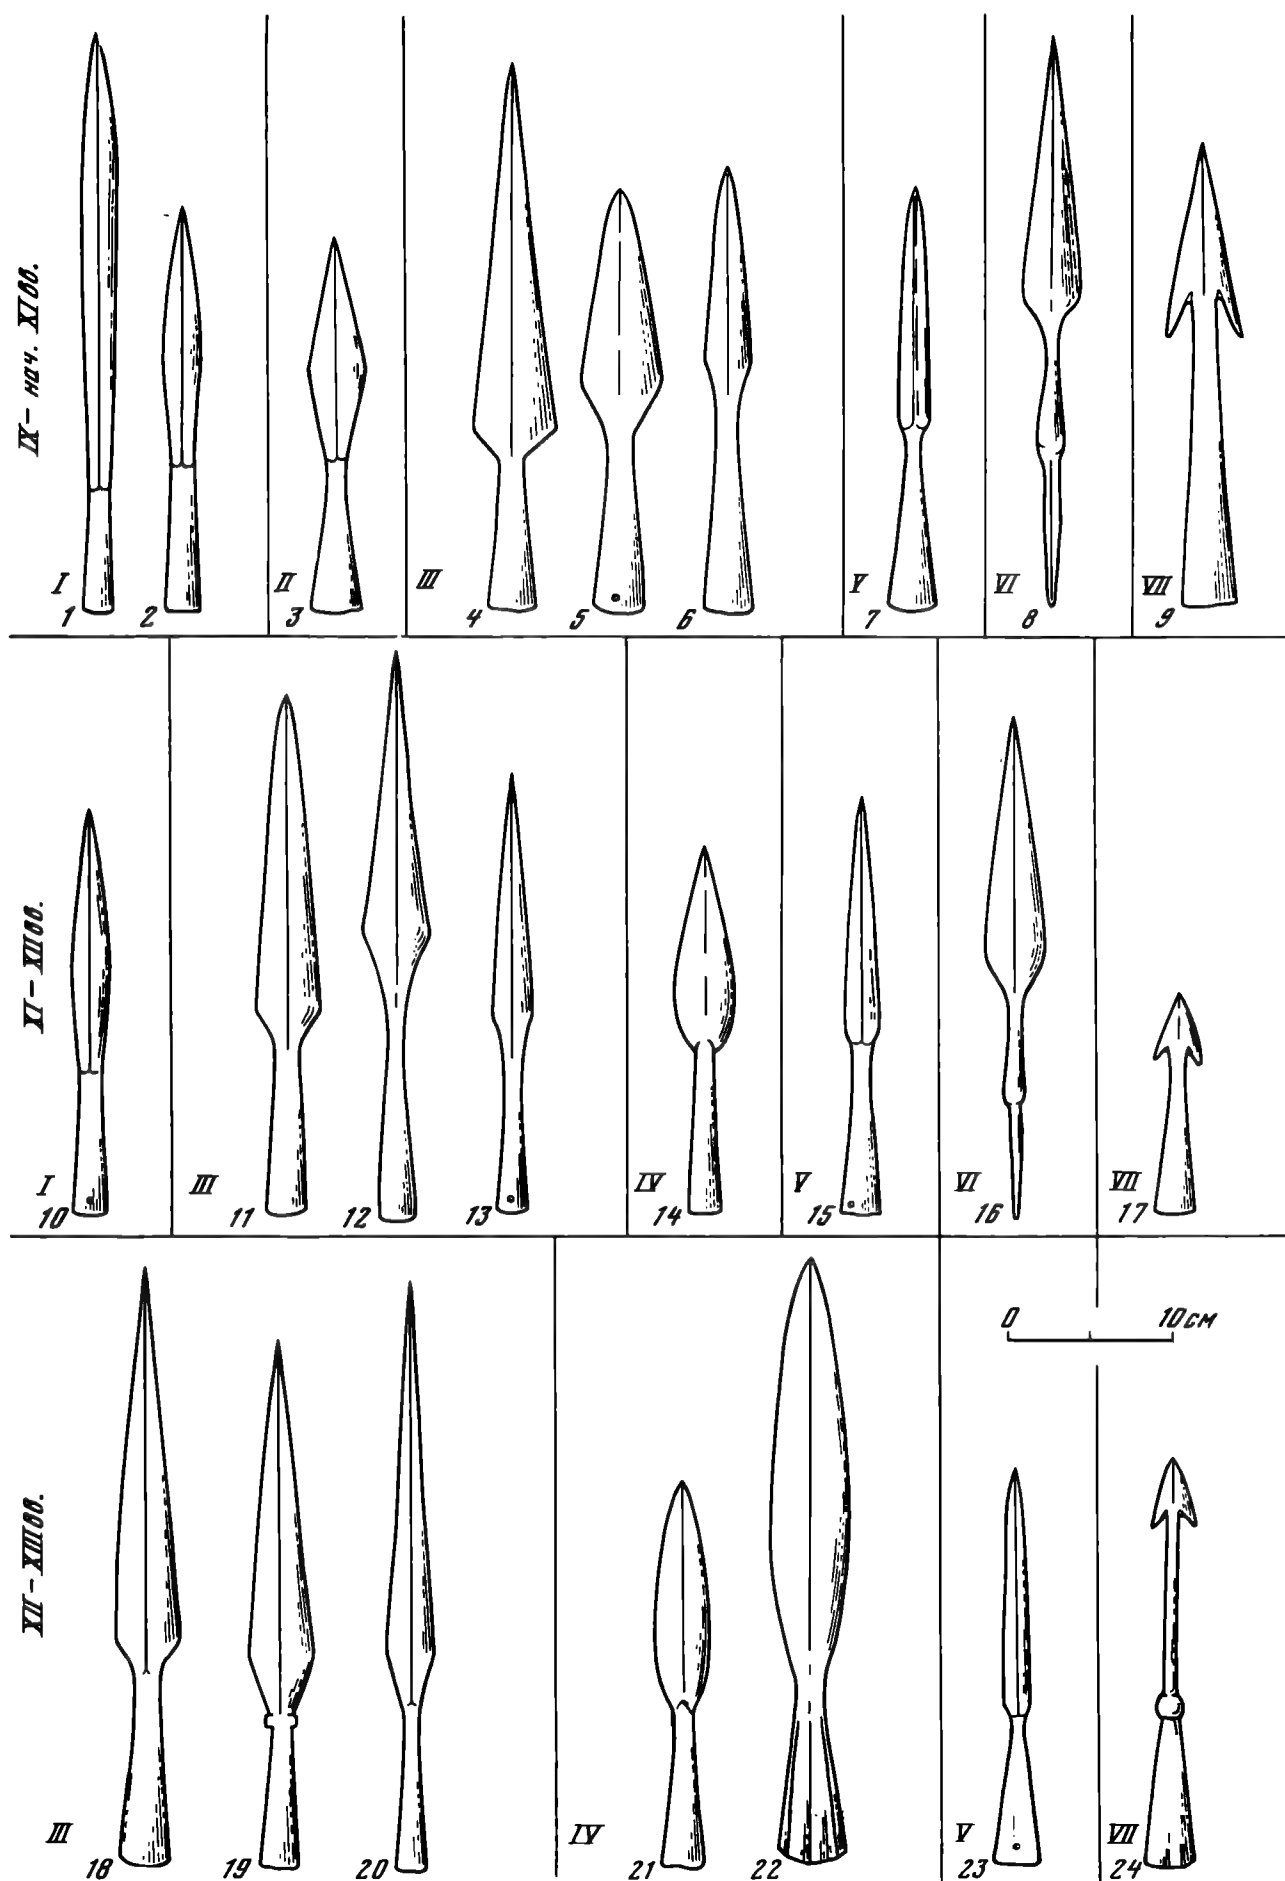 IX – нач. XI вв.
I
1
2
II
3
III
4
5
6
V
7
VI
8
VII
9
XI – XII вв.
I
10
III
11
12
13
IV
14
V
15
VI
16
VII
17
XII – XIII вв.
0 10 см
III
18
19
20
IV
21
22
V
23
VII
24